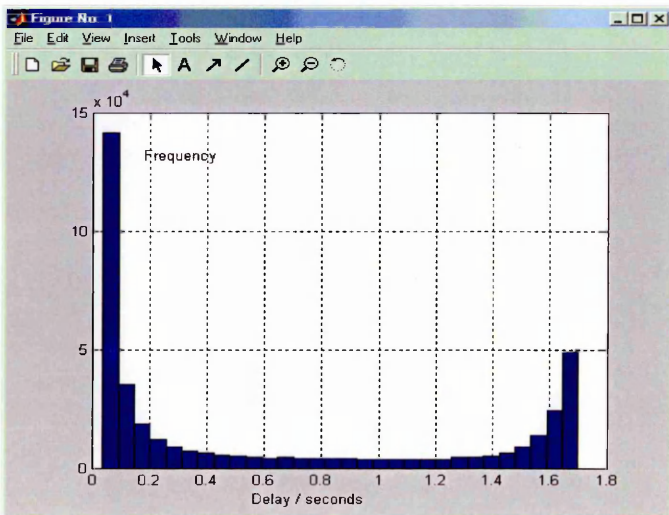 Figure No. 1
File Edit View Insert Tools Window Help
A
x 10^4
15
Frequency
10
5
0
0 0.2 0.4 0.6 0.8 1 1.2 1.4 1.6 1.8
Delay / seconds